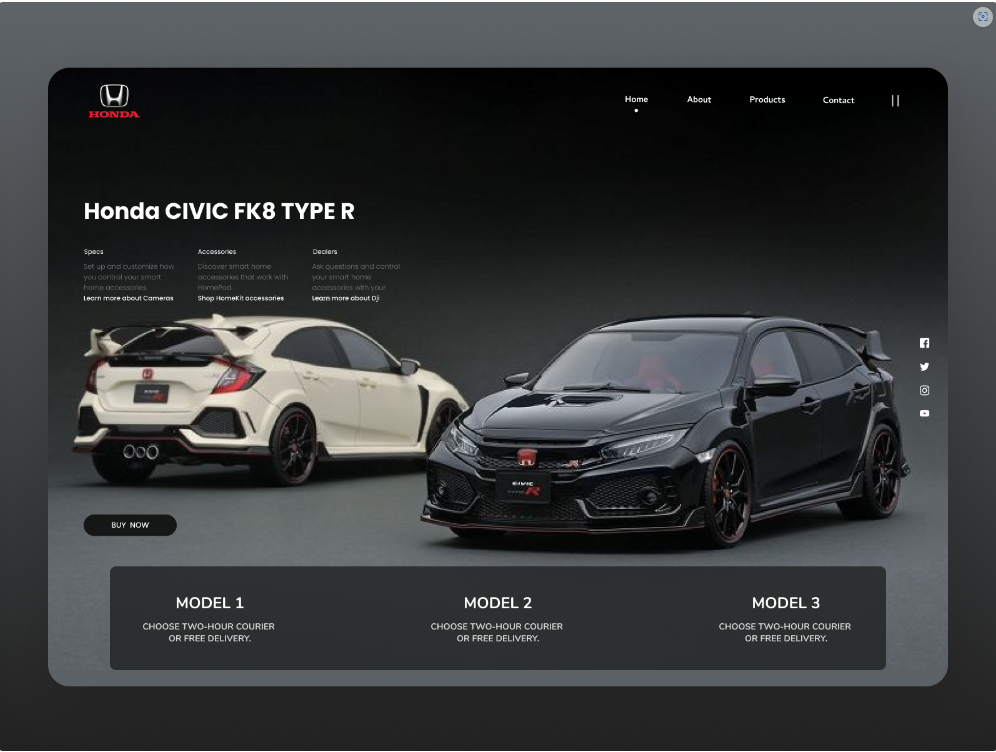 HONDA
Home About Products Contact
Honda CIVIC FK8 TYPE R
Specs
Set up and customize how
you control your smart
home accessories
Learn more about Cameras
Accessories
Discover smart home
accessories that work with
HomePod.
Shop HomeKit accessories
Dealers
Ask questions and control
your smart home
accessories with your
Learn more about Dji
CIVIC
TYPE R
BUY NOW
MODEL 1
CHOOSE TWO-HOUR COURIER
OR FREE DELIVERY.
MODEL 2
CHOOSE TWO-HOUR COURIER
OR FREE DELIVERY.
MODEL 3
CHOOSE TWO-HOUR COURIER
OR FREE DELIVERY.